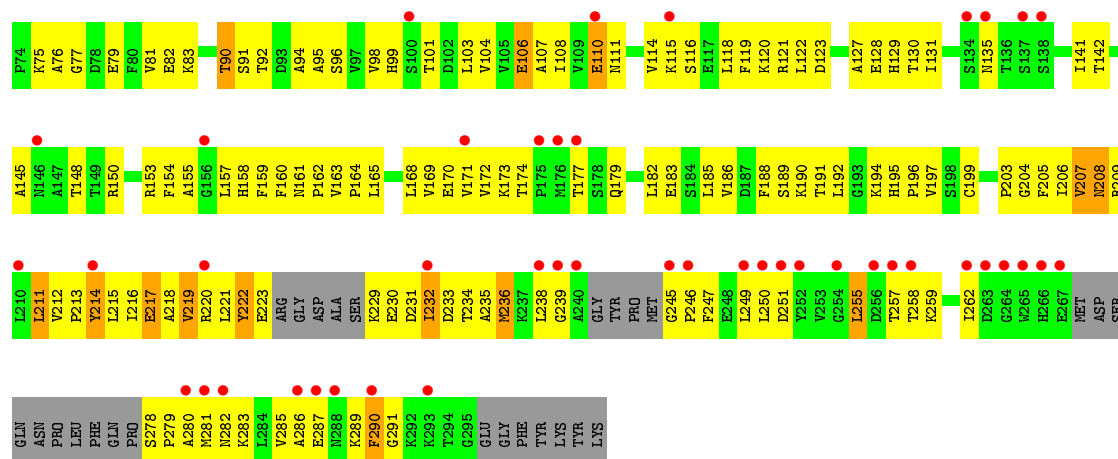 P74 K75 A76 G77 D78 E79 F80 V81 E82 K83 T90 S91 T92 D93 A94 A95 S96 V97 V98 H99 S100 T101 D102 L103 V104 V105 E106 A107 I108 V109 E110 N111 V114 K115 S116 E117 L118 F119 K120 R121 L122 D123 A127 E128 H129 T130 I131 S134 N135 T136 S137 S138 I141 T142
A145 N146 A147 T148 T149 R150 R153 F154 A155 G156 L157 H158 F159 F160 N161 P162 V163 P164 L165 L168 V169 E170 V171 V172 K173 T174 P175 M176 T177 S178 Q179 L182 E183 S184 L185 V186 D187 F188 S189 K190 T191 L192 G193 K194 H195 P196 V197 S198 C199 P203 G204 F205 I206 V207 N208 R209
L210 L211 V212 P213 Y214 L215 I216 E217 A218 V219 R220 L221 Y222 E223 ARG GLY ASP ALA SER K229 E230 D231 I232 D233 T234 A235 M236 K237 L238 G239 A240 GLY TYR PRO MET G245 P246 F247 E248 L249 L250 D251 Y252 V253 G254 L255 D256 T257 T258 K259 I262 D263 G264 W265 H266 E267 MET ASP SER
GLN ASN PRO LEU PHE GLN PRO S278 P279 A280 M281 N282 K283 L284 V285 A286 E287 N288 K289 F290 G291 K292 K293 T294 G295 GLU GLY PHE TYR LYS TYR LYS